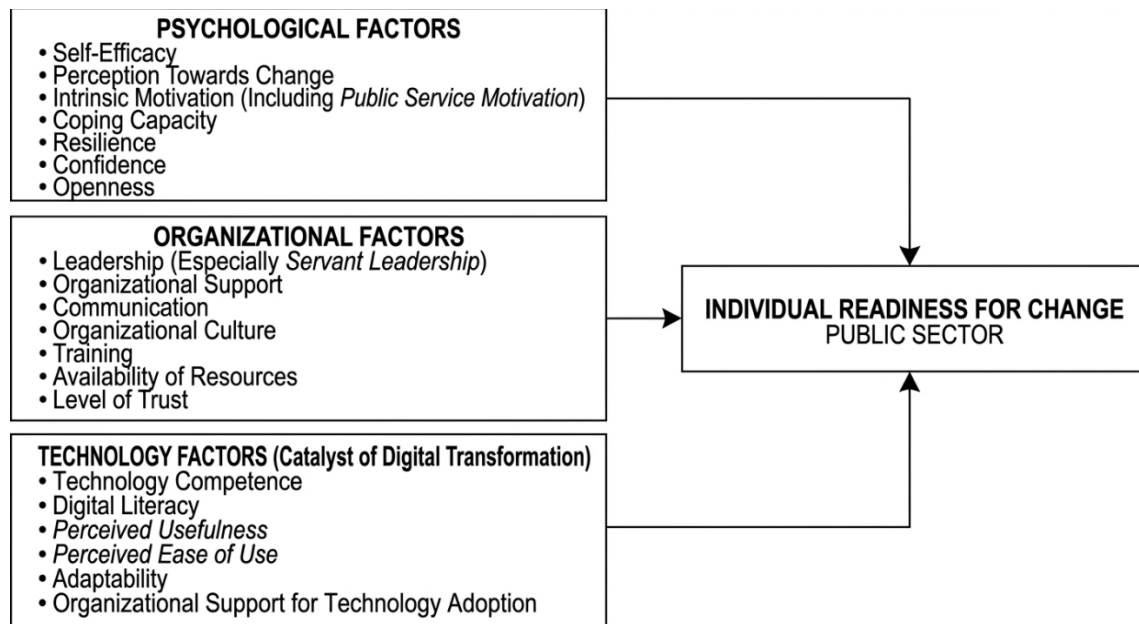 PSYCHOLOGICAL FACTORS
• Self-Efficacy
• Perception Towards Change
• Intrinsic Motivation (Including Public Service Motivation)
• Coping Capacity
• Resilience
• Confidence
• Openness
ORGANIZATIONAL FACTORS
• Leadership (Especially Servant Leadership)
• Organizational Support
• Communication
• Organizational Culture
• Training
• Availability of Resources
• Level of Trust
TECHNOLOGY FACTORS (Catalyst of Digital Transformation)
• Technology Competence
• Digital Literacy
• Perceived Usefulness
• Perceived Ease of Use
• Adaptability
• Organizational Support for Technology Adoption
INDIVIDUAL READINESS FOR CHANGE
PUBLIC SECTOR